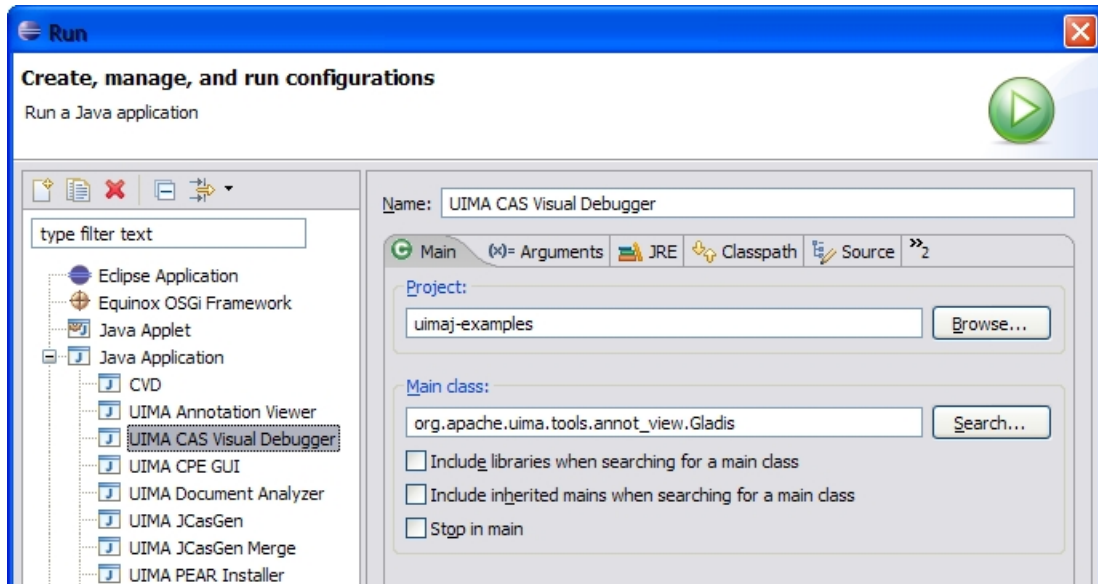 Run
Create, manage, and run configurations
Run a Java application
type filter text
Eclipse Application
Equinox OSGi Framework
Java Applet
Java Application
CVD
UIMA Annotation Viewer
UIMA CAS Visual Debugger
UIMA CPE GUI
UIMA Document Analyzer
UIMA JCasGen
UIMA JCasGen Merge
UIMA PEAR Installer
Name: UIMA CAS Visual Debugger
Main (x)= Arguments JRE Classpath Source »2
Project:
uimaj-examples Browse...
Main class:
org.apache.uima.tools.annot_view.Gladis Search...
Include libraries when searching for a main class
Include inherited mains when searching for a main class
Stop in main